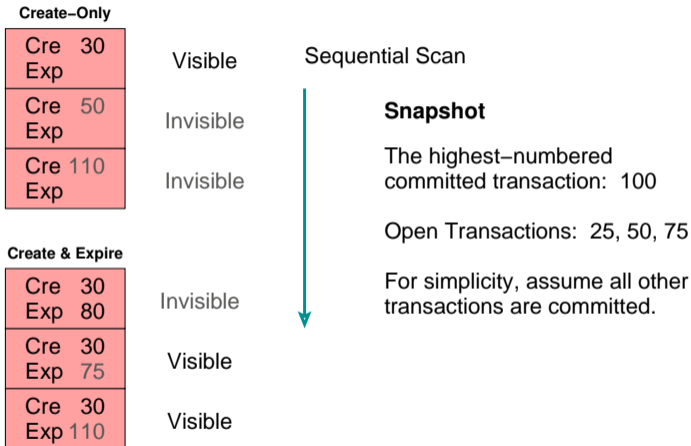 Create–Only
Cre 30
Exp
Visible
Cre 50
Exp
Invisible
Cre 110
Exp
Invisible
Create & Expire
Cre 30
Exp 80
Invisible
Cre 30
Exp 75
Visible
Cre 30
Exp 110
Visible
Sequential Scan
Snapshot
The highest–numbered
committed transaction: 100
Open Transactions: 25, 50, 75
For simplicity, assume all other
transactions are committed.